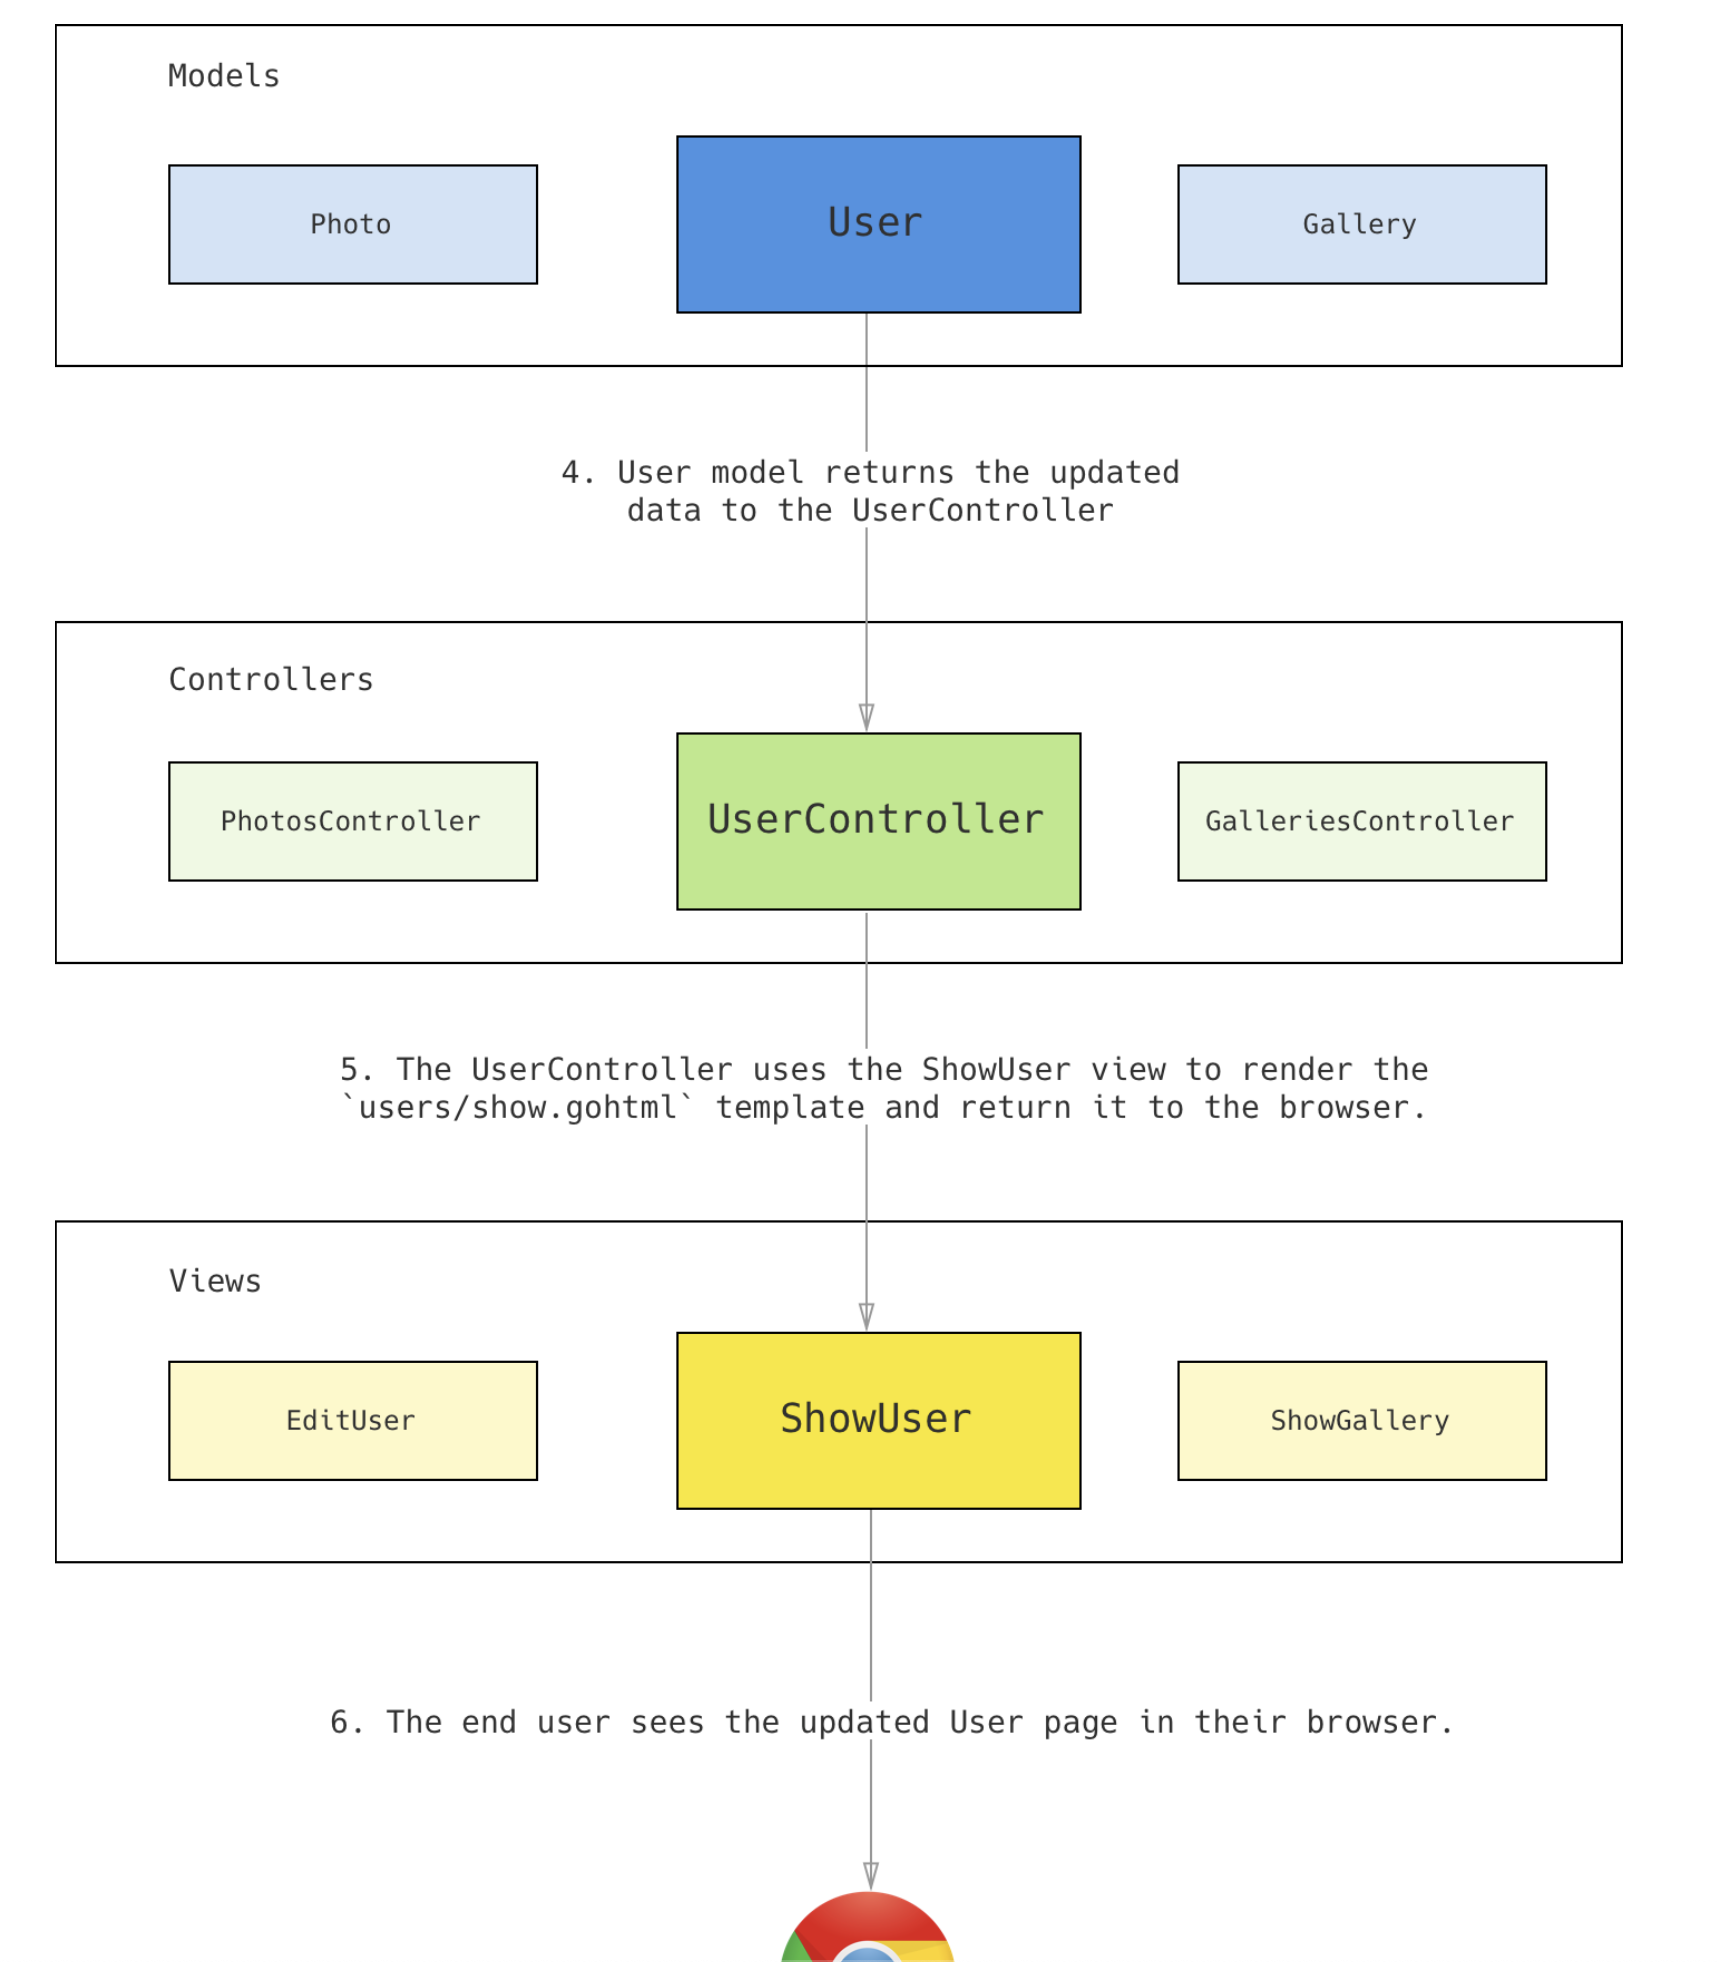 Models
Photo
User
Gallery
4. User model returns the updated
data to the UserController
Controllers
PhotosController
UserController
GalleriesController
5. The UserController uses the ShowUser view to render the
`users/show.gohtml` template and return it to the browser.
Views
EditUser
ShowUser
ShowGallery
6. The end user sees the updated User page in their browser.